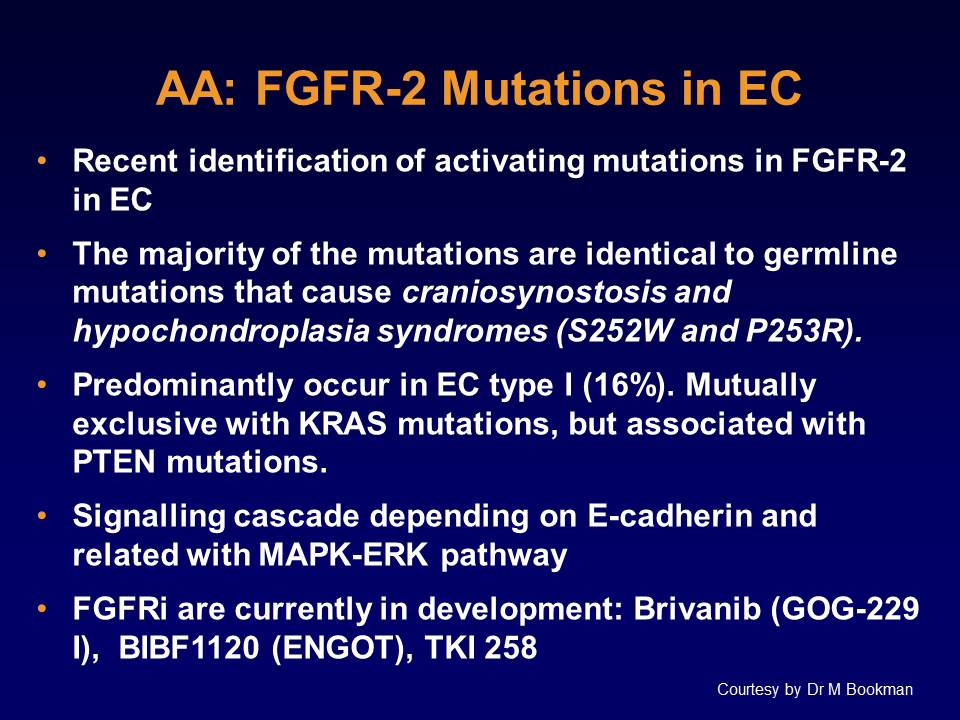 AA: FGFR-2 Mutations in EC
• Recent identification of activating mutations in FGFR-2
in EC
• The majority of the mutations are identical to germline
mutations that cause craniosynostosis and
hypochondroplasia syndromes (S252W and P253R).
• Predominantly occur in EC type I (16%). Mutually
exclusive with KRAS mutations, but associated with
PTEN mutations.
• Signalling cascade depending on E-cadherin and
related with MAPK-ERK pathway
• FGFRi are currently in development: Brivanib (GOG-229
I), BIBF1120 (ENGOT), TKI 258
Courtesy by Dr M Bookman